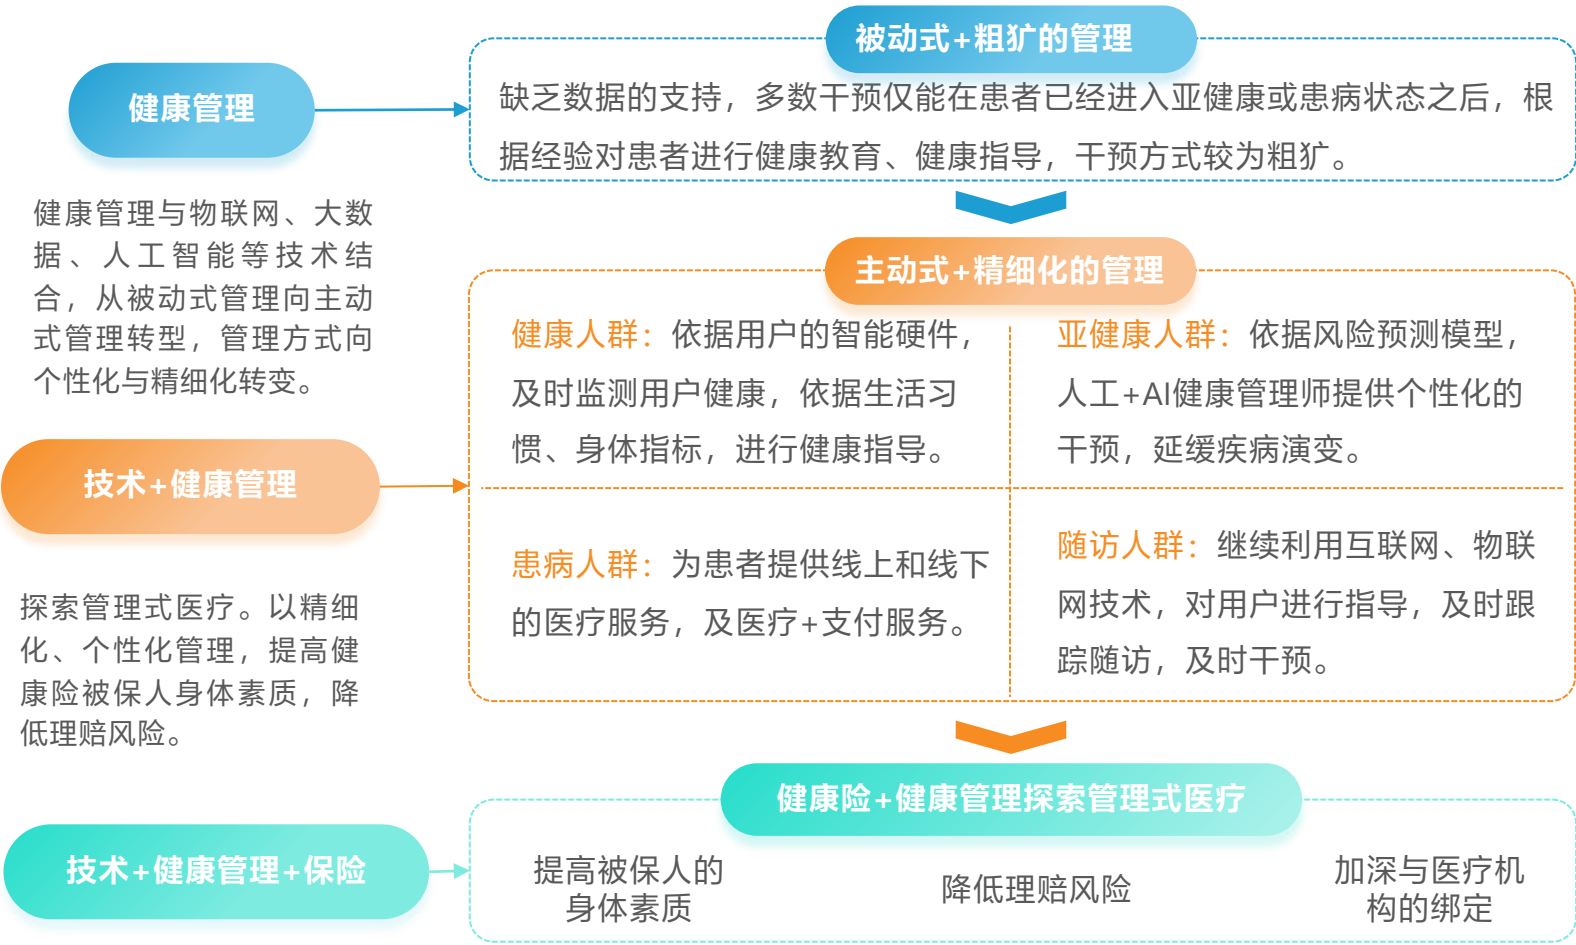 被动式+粗犷的管理
健康管理
缺乏数据的支持，多数干预仅能在患者已经进入亚健康或患病状态之后，根
据经验对患者进行健康教育、健康指导，干预方式较为粗犷。
健康管理与物联网、大数
据、人工智能等技术结
合，从被动式管理向主动
式管理转型，管理方式向
个性化与精细化转变。
主动式+精细化的管理
技术+健康管理
健康人群：依据用户的智能硬件，
及时监测用户健康，依据生活习
惯、身体指标，进行健康指导。
亚健康人群：依据风险预测模型，
人工+AI健康管理师提供个性化的
干预，延缓疾病演变。
患病人群：为患者提供线上和线下
的医疗服务，及医疗+支付服务。
随访人群：继续利用互联网、物联
网技术，对用户进行指导，及时跟
踪随访，及时干预。
探索管理式医疗。以精细
化、个性化管理，提高健
康险被保人身体素质，降
低理赔风险。
健康险+健康管理探索管理式医疗
技术+健康管理+保险
提高被保人的
身体素质
降低理赔风险
加深与医疗机
构的绑定